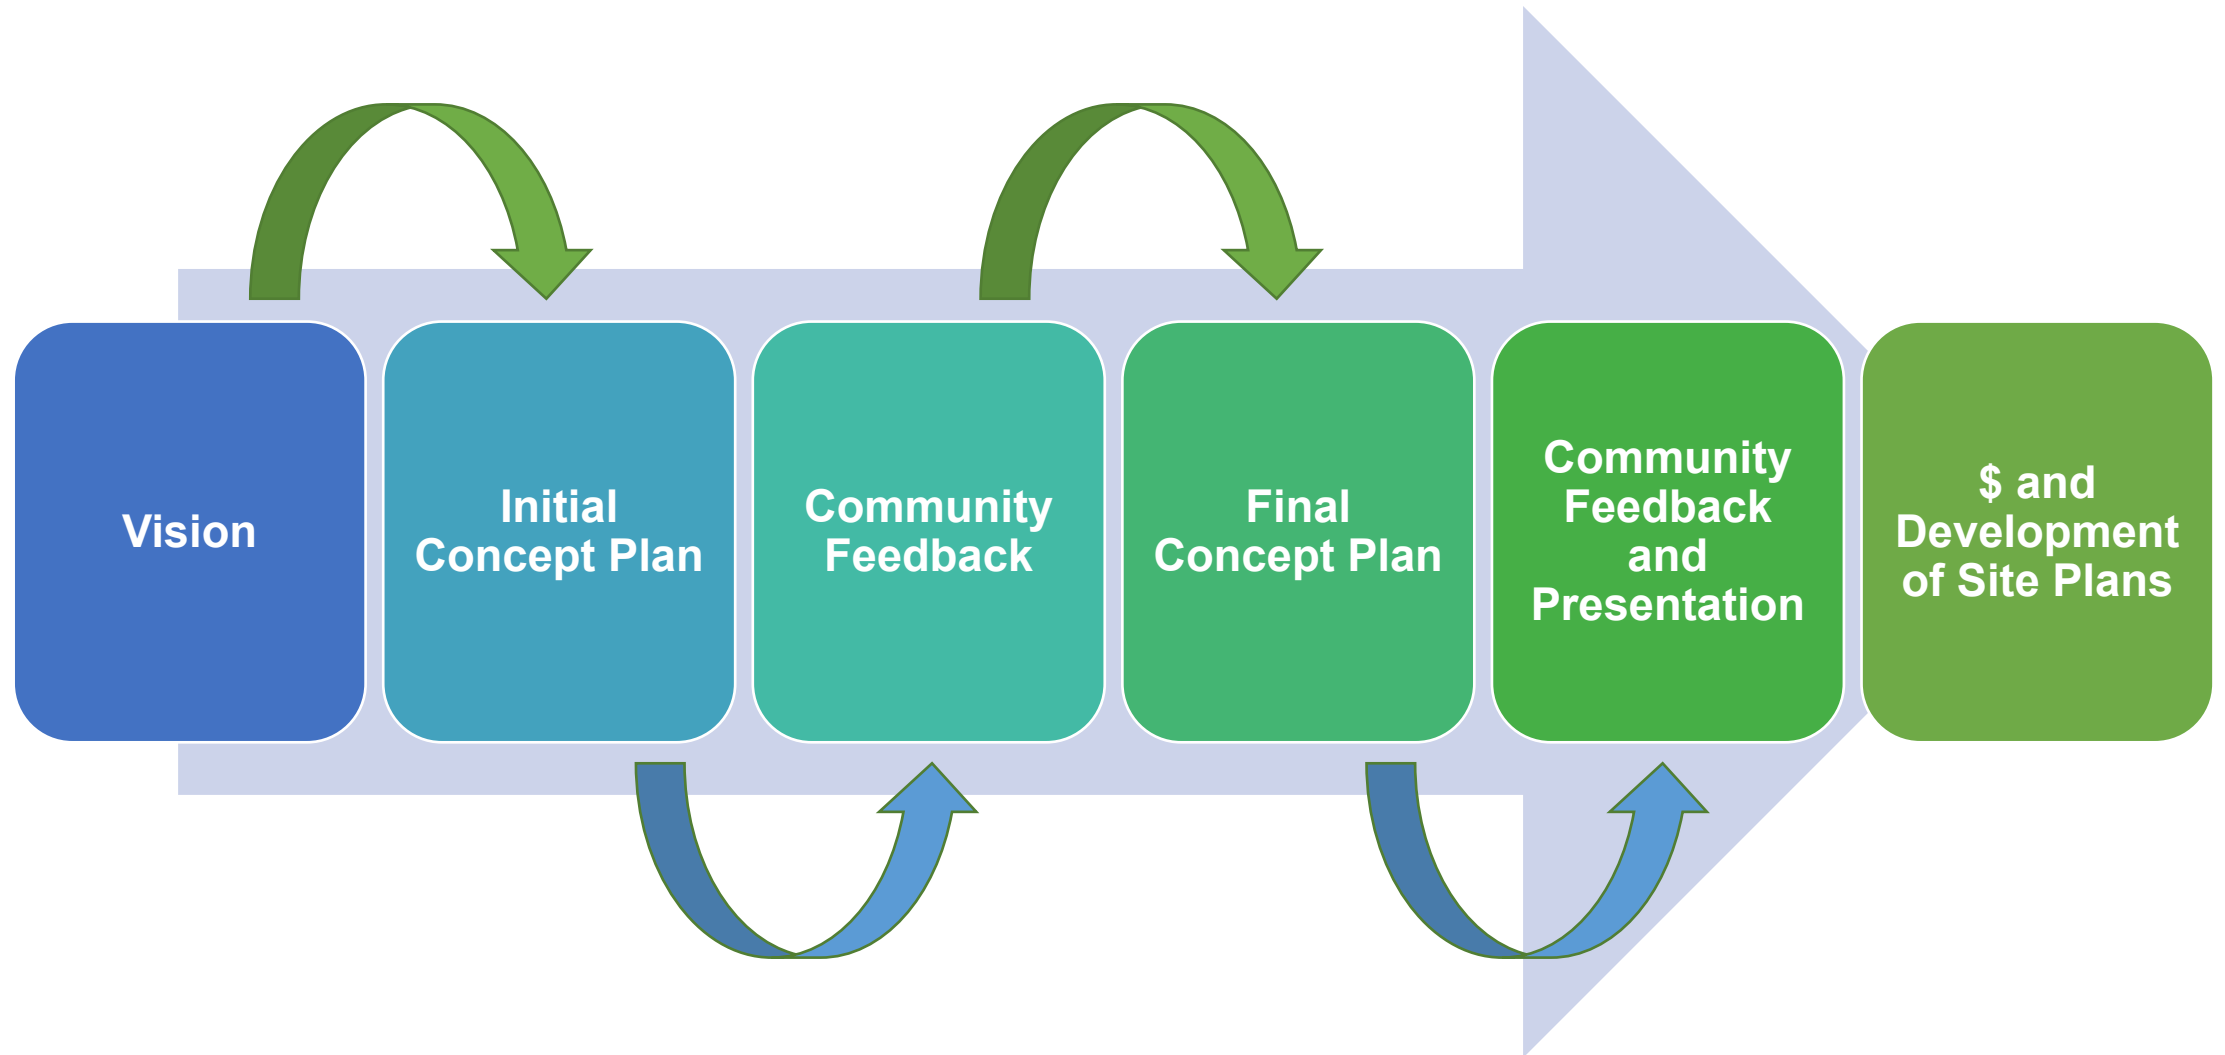 Vision
Initial
Concept Plan
Community
Feedback
Final
Concept Plan
Community
Feedback
and
Presentation
$ and
Development
of Site Plans